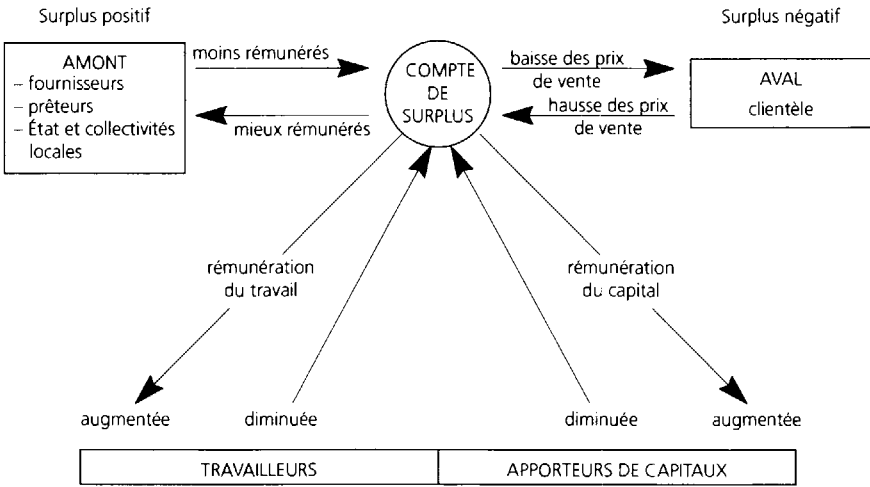 Surplus positif
Surplus négatif
AMONT
– fournisseurs
– prêteurs
– État et collectivités
locales
moins rémunérés
mieux rémunérés
COMPTE
DE
SURPLUS
baisse des prix
de vente
hausse des prix
de vente
AVAL
clientèle
rémunération
du travail
rémunération
du capital
augmentée
diminuée
diminuée
augmentée
TRAVAILLEURS
APPORTEURS DE CAPITAUX